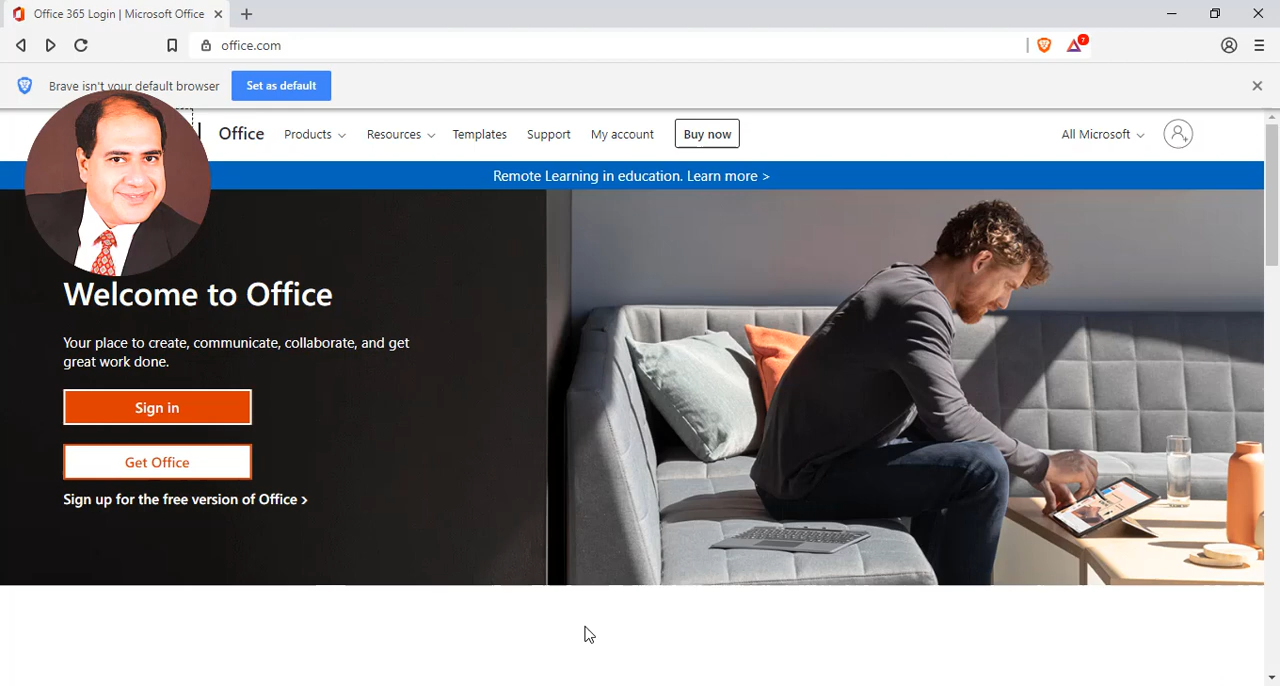 Office 365 Login | Microsoft Office
office.com
7
Brave isn't your default browser
Set as default
Office
Products
Resources
Templates
Support
My account
Buy now
All Microsoft
Remote Learning in education. Learn more >
Welcome to Office
Your place to create, communicate, collaborate, and get
great work done.
Sign in
Get Office
Sign up for the free version of Office >